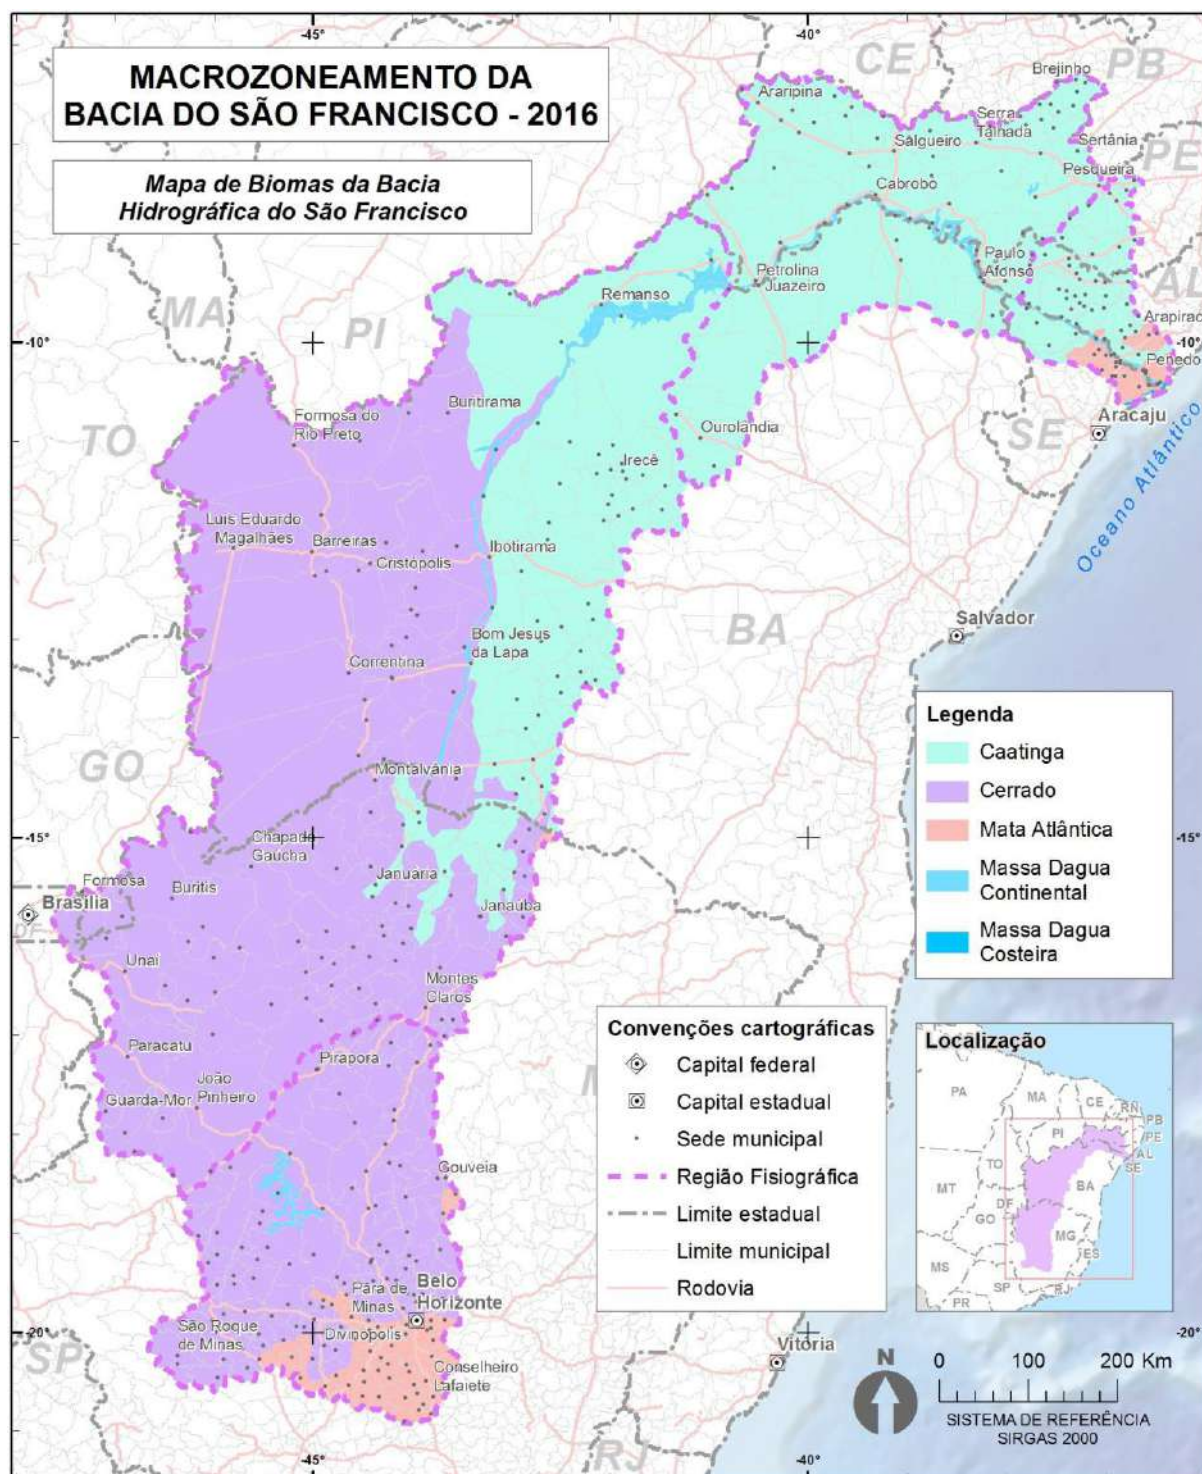 -45°
-40°
MACROZONEAMENTO DA
BACIA DO SÃO FRANCISCO - 2016
Mapa de Biomas da Bacia
Hidrográfica do São Francisco
CE
PB
Brejinho
Araripina
Serra
Talhada
Salgueiro
Sertânia
PE
Pesqueira
Cabrobó
Paulo
Afonso
Petrolina
Juazeiro
Remanso
AL
MA
PI
Arapirac
-10°
-10°
Penedo
Buritirama
Formosa do
Rio Preto
Aracaju
TO
Ourolândia
SE
Irecê
Oceano Atlântico
Luis Eduardo
Magalhães
Barreiras
Ibotirama
Cristópolis
Salvador
BA
Bom Jesus
da Lapa
Correntina
Legenda
Caatinga
Cerrado
Mata Atlântica
Massa Dagua
Continental
Massa Dagua
Costeira
GO
Montalvânia
-15°
Chapada
Gaúcha
Januária
Formosa
Buritis
Brasília
DF
Janaúba
Unaí
Montes
Claros
Paracatu
Pirapora
João
Pinheiro
Guarda-Mor
Gouveia
M
Convenções cartográficas
Capital federal
Capital estadual
Sede municipal
Região Fisiográfica
Limite estadual
Limite municipal
Rodovia
Localização
PA
MA
CE
RN
PB
PI
PE
AL
SE
TO
BA
MT
DF
GO
MG
ES
MS
SP
RJ
PR
Belo
Horizonte
Pará de
Minas
São Roque
de Minas
Divinópolis
Conselheiro
Lafaiete
-20°
-20°
SP
Vitória
N
0 100 200 Km
SISTEMA DE REFERÊNCIA
SIRGAS 2000
RJ
-45°
-40°